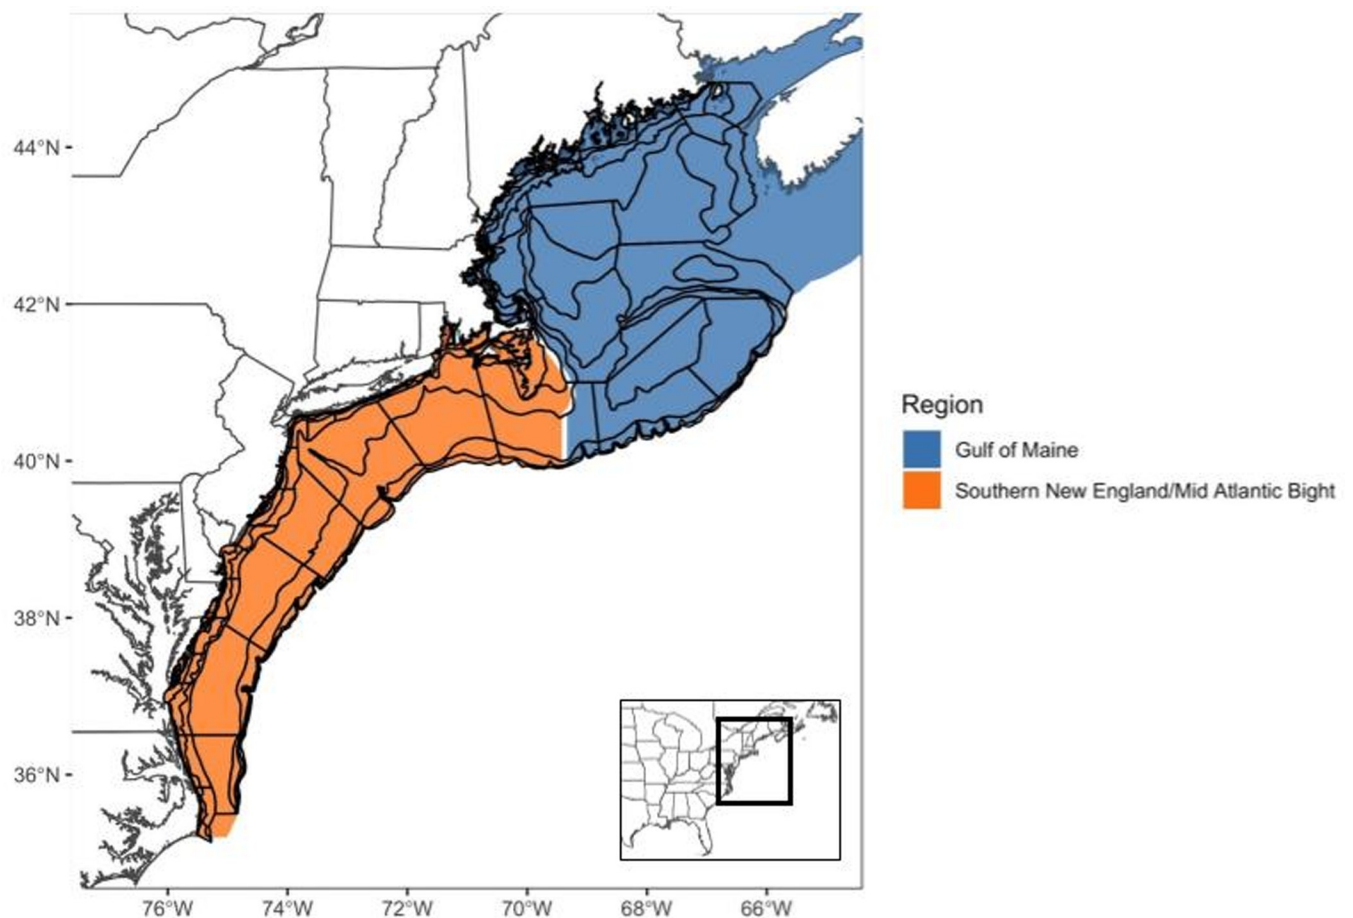 44°N
42°N
40°N
38°N
36°N
76°W
74°W
72°W
70°W
68°W
66°W
Region
Gulf of Maine
Southern New England/Mid Atlantic Bight